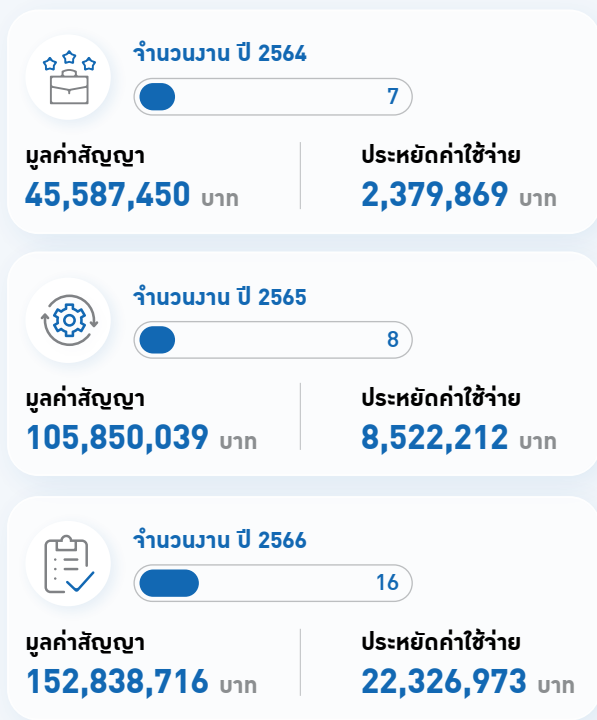 จำนวนงาน ปี 2564
7
มูลค่าสัญญา ประหยัดค่าใช้จ่าย
45,587,450 บาท 2,379,869 บาท
จำนวนงาน ปี 2565
8
มูลค่าสัญญา ประหยัดค่าใช้จ่าย
105,850,039 บาท 8,522,212 บาท
จำนวนงาน ปี 2566
16
มูลค่าสัญญา ประหยัดค่าใช้จ่าย
152,838,716 บาท 22,326,973 บาท